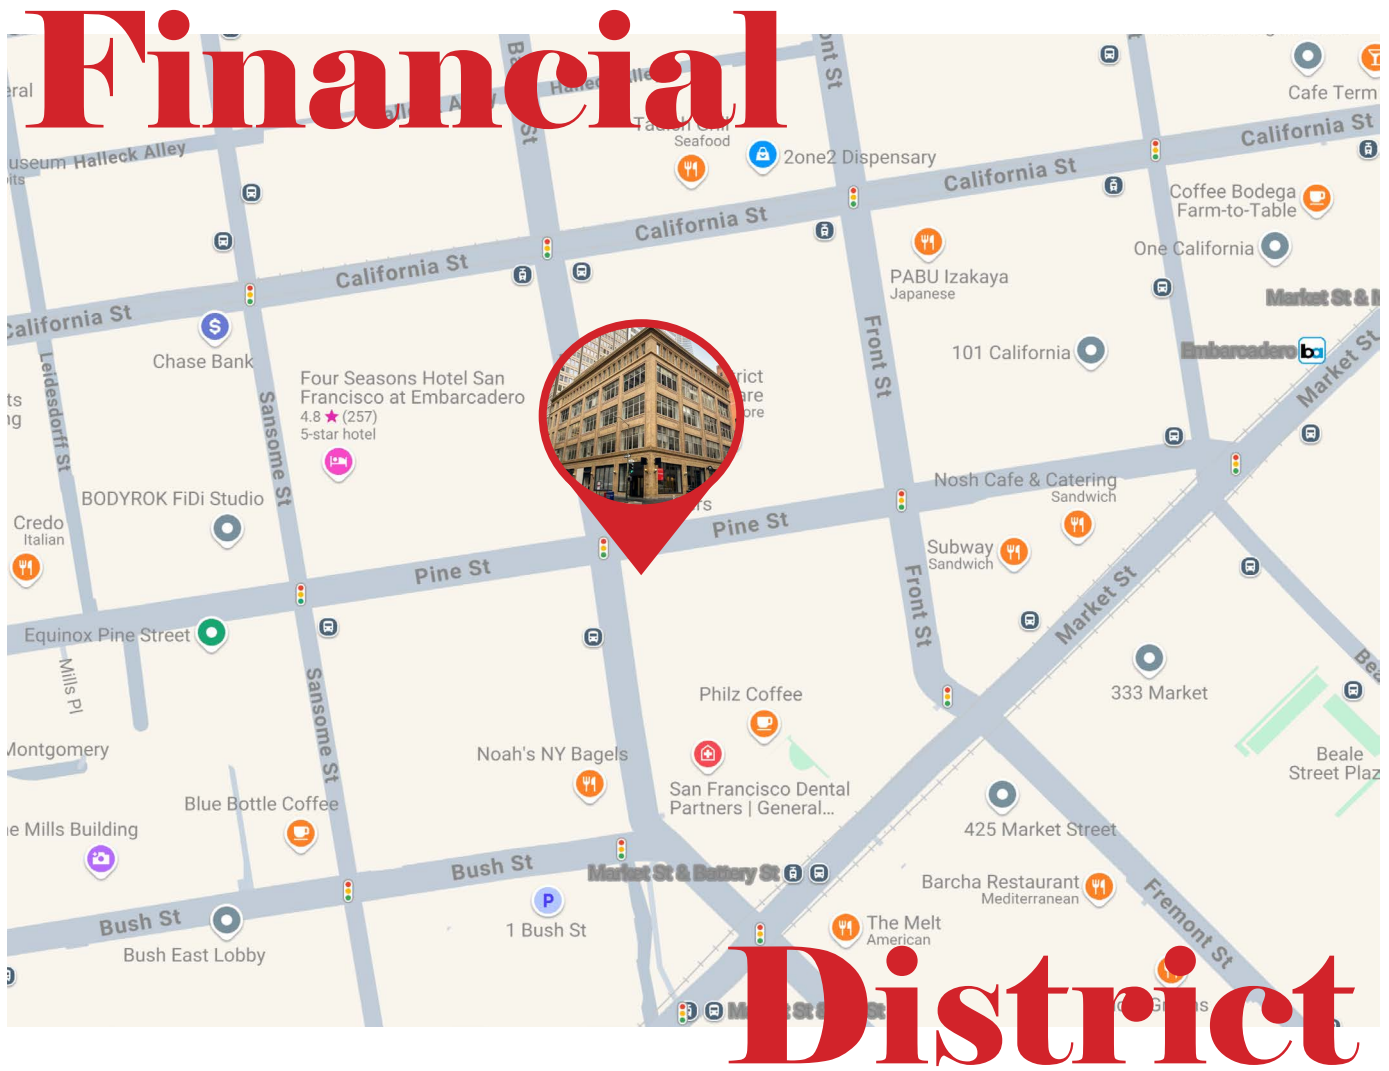 Financial
Halleck Alley
Seafood
2one2 Dispensary
California St
Cafe Term
California St
California St
California St
California St
Coffee Bodega
Farm-to-Table
One California
PABU Izakaya
Japanese
Market St &
Embarcadero
ba
Market St
Chase Bank
$
Leidesdorff St
Four Seasons Hotel San
Francisco at Embarcadero
4.8 ★ (257)
5-star hotel
101 California
Front St
Sansome St
BODYROK FiDi Studio
Credo
Italian
Nosh Cafe & Catering
Sandwich
Pine St
Pine St
Subway
Sandwich
Front St
Market St
Equinox Pine Street
Mills Pl
Sansome St
333 Market
Philz Coffee
Montgomery
Noah's NY Bagels
San Francisco Dental
Partners | General...
Beale
Street Plaz
Blue Bottle Coffee
425 Market Street
Mills Building
Bush St
Market St & Battery St
Barcha Restaurant
Mediterranean
Fremont St
P
1 Bush St
Bush St
Bush East Lobby
The Melt
American
District